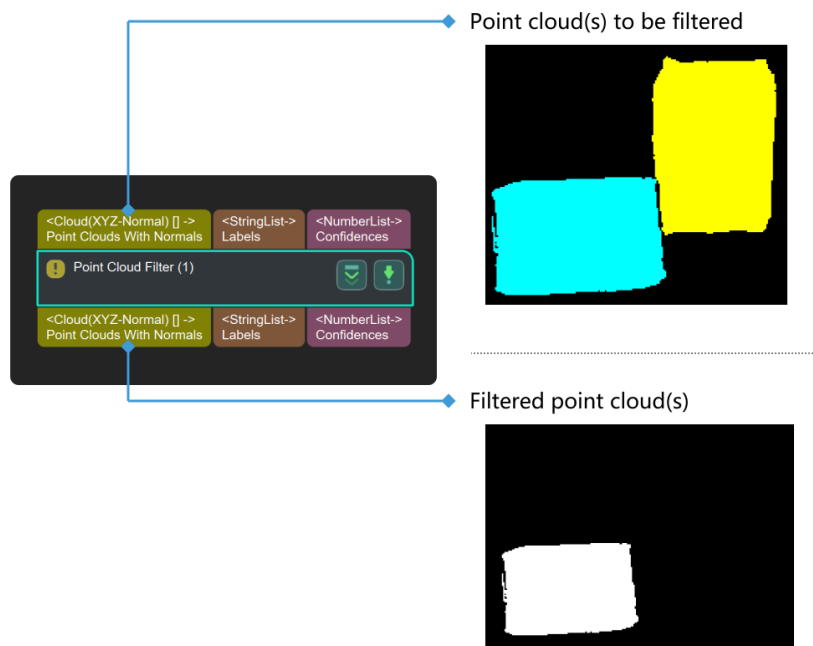 Point cloud(s) to be filtered
<Cloud(XYZ-Normal) [] ->
Point Clouds With Normals
<StringList->
Labels
<NumberList->
Confidences
Point Cloud Filter (1)
<Cloud(XYZ-Normal) [] ->
Point Clouds With Normals
<StringList->
Labels
<NumberList->
Confidences
Filtered point cloud(s)